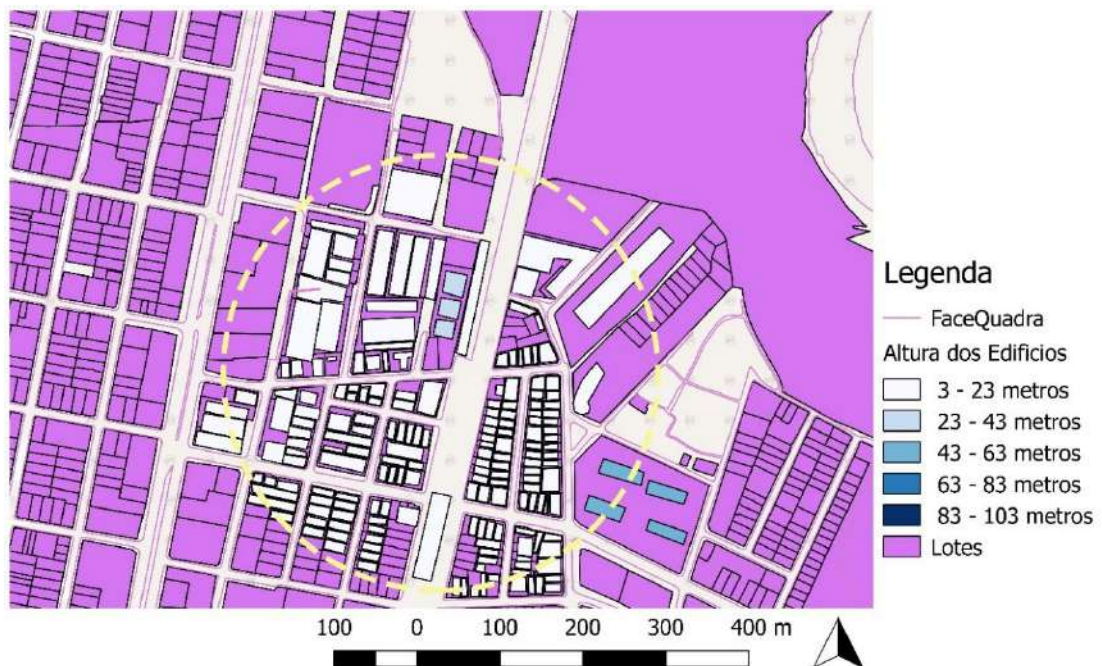 Legenda
FaceQuadra
Altura dos Edificios
3 - 23 metros
23 - 43 metros
43 - 63 metros
63 - 83 metros
83 - 103 metros
Lotes
100 0 100 200 300 400 m